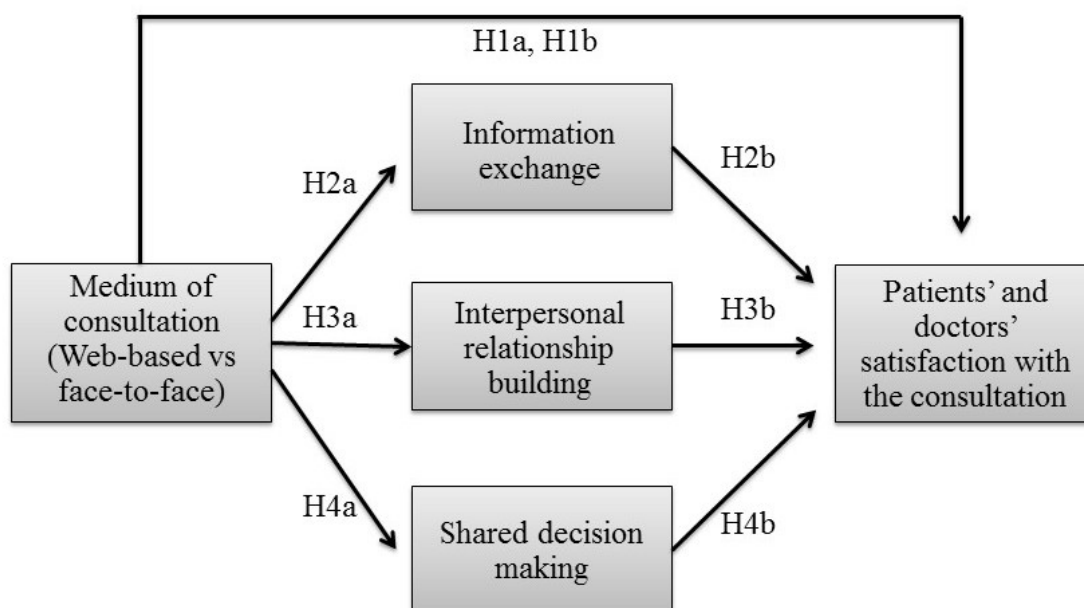 H1a, H1b
Information
exchange
H2a
H2b
Medium of
consultation
(Web-based vs
face-to-face)
H3a
Interpersonal
relationship
building
H3b
Patients’ and
doctors’
satisfaction with
the consultation
H4a
Shared decision
making
H4b